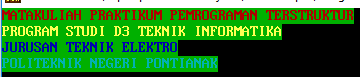 MATAKULIAH PRAKTIKUM PEMROGRAMAN TERSTRUKTUR
PROGRAM STUDI D3 TEKNIK INFORMATIKA
JURUSAN TEKNIK ELEKTRO
POLITEKNIK NEGERI PONTIANAK